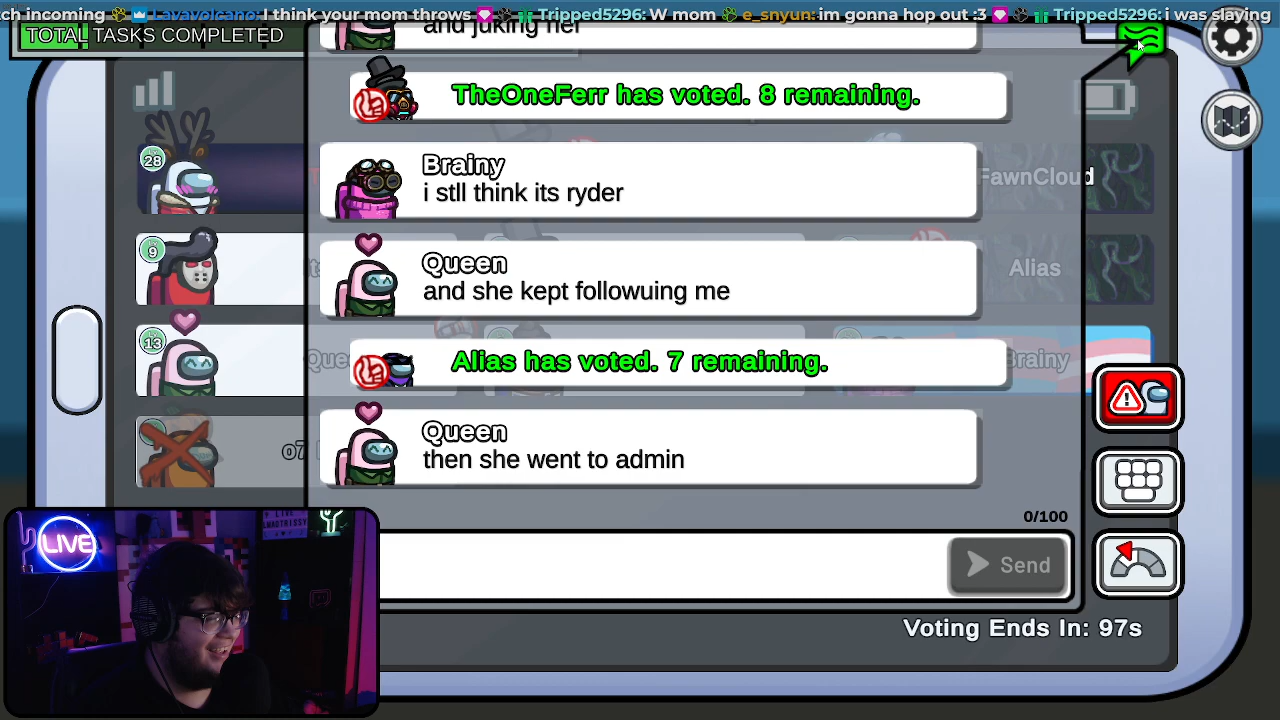 tch incoming Lavavolcano: I think your mom throws Tripped5296: W mom e_snyun: im gonna hop out :3 Tripped5296: i was slaying
TOTAL TASKS COMPLETED
and juking her
TheOneFerr has voted. 8 remaining.
28
Brainy
i stll think its ryder
FawnCloud
9
Queen
and she kept followuing me
Alias
13
Que
Alias has voted. 7 remaining.
Brainy
Queen
then she went to admin
o7
0/100
Send
LIVE
Voting Ends In: 97s